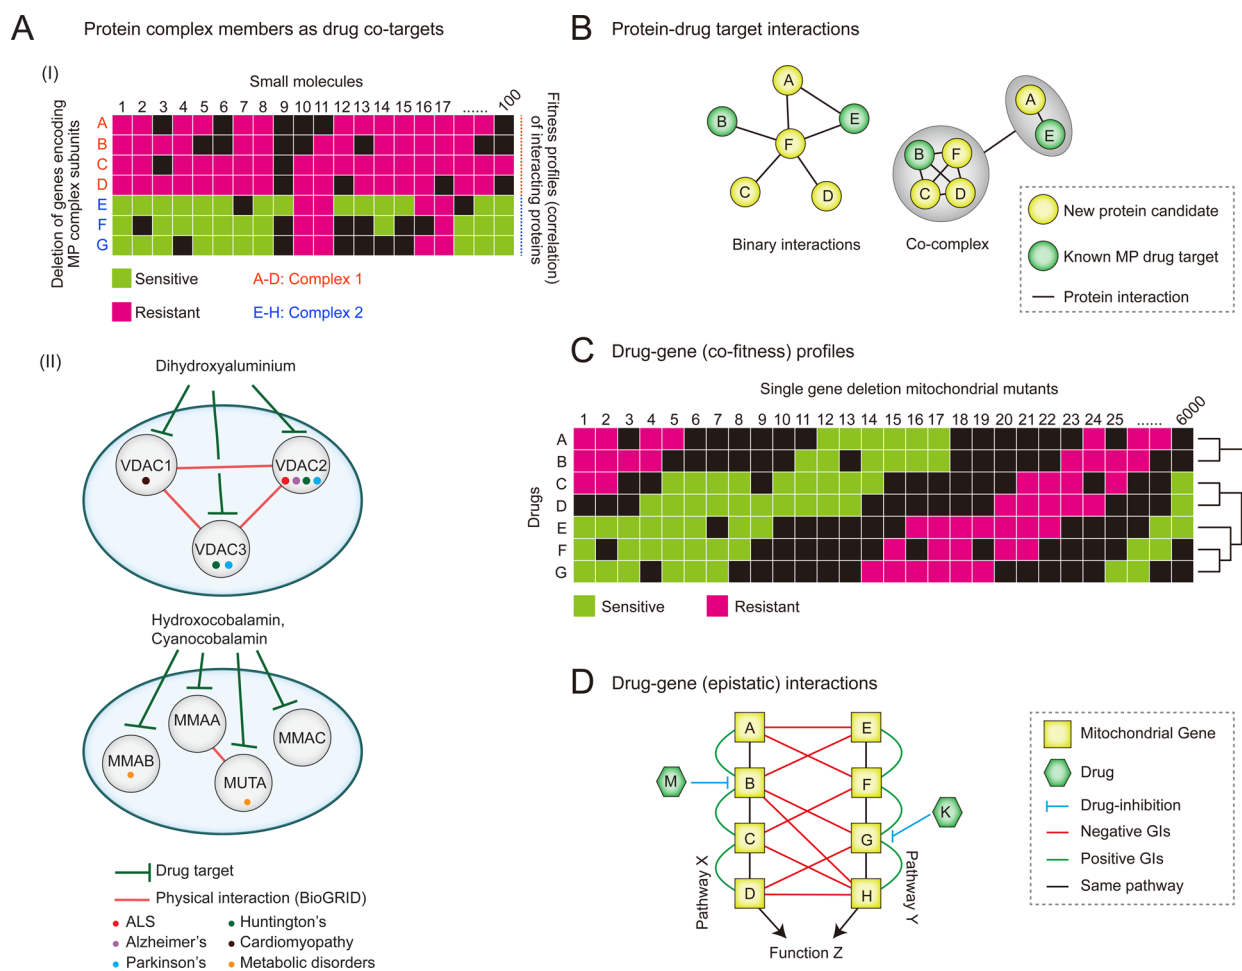 A
Protein complex members as drug co-targets
(I)
Small molecules
1 2 3 4 5 6 7 8 9 10 11 12 13 14 15 16 17 ...... 100
Deletion of genes encoding
MP complex subunits
A
B
C
D
E
F
G
Fitness profiles (correlation)
of interacting proteins
Sensitive
A-D: Complex 1
Resistant
E-H: Complex 2
(II)
Dihydroxyaluminium
VDAC1
VDAC2
VDAC3
Hydroxocobalamin,
Cyanocobalamin
MMAA
MMAC
MMAB
MUTA
Drug target
Physical interaction (BioGRID)
ALS
Huntington's
Alzheimer's
Cardiomyopathy
Parkinson's
Metabolic disorders
B
Protein-drug target interactions
A
B
E
F
C
D
Binary interactions
A
E
B
F
C
D
Co-complex
New protein candidate
Known MP drug target
Protein interaction
C
Drug-gene (co-fitness) profiles
Single gene deletion mitochondrial mutants
1 2 3 4 5 6 7 8 9 10 11 12 13 14 15 16 17 18 19 20 21 22 23 24 25 ...... 6000
Drugs
A
B
C
D
E
F
G
Sensitive
Resistant
D
Drug-gene (epistatic) interactions
A
E
M
B
F
K
C
G
D
H
Pathway X
Pathway Y
Function Z
Mitochondrial Gene
Drug
Drug-inhibition
Negative GIs
Positive GIs
Same pathway